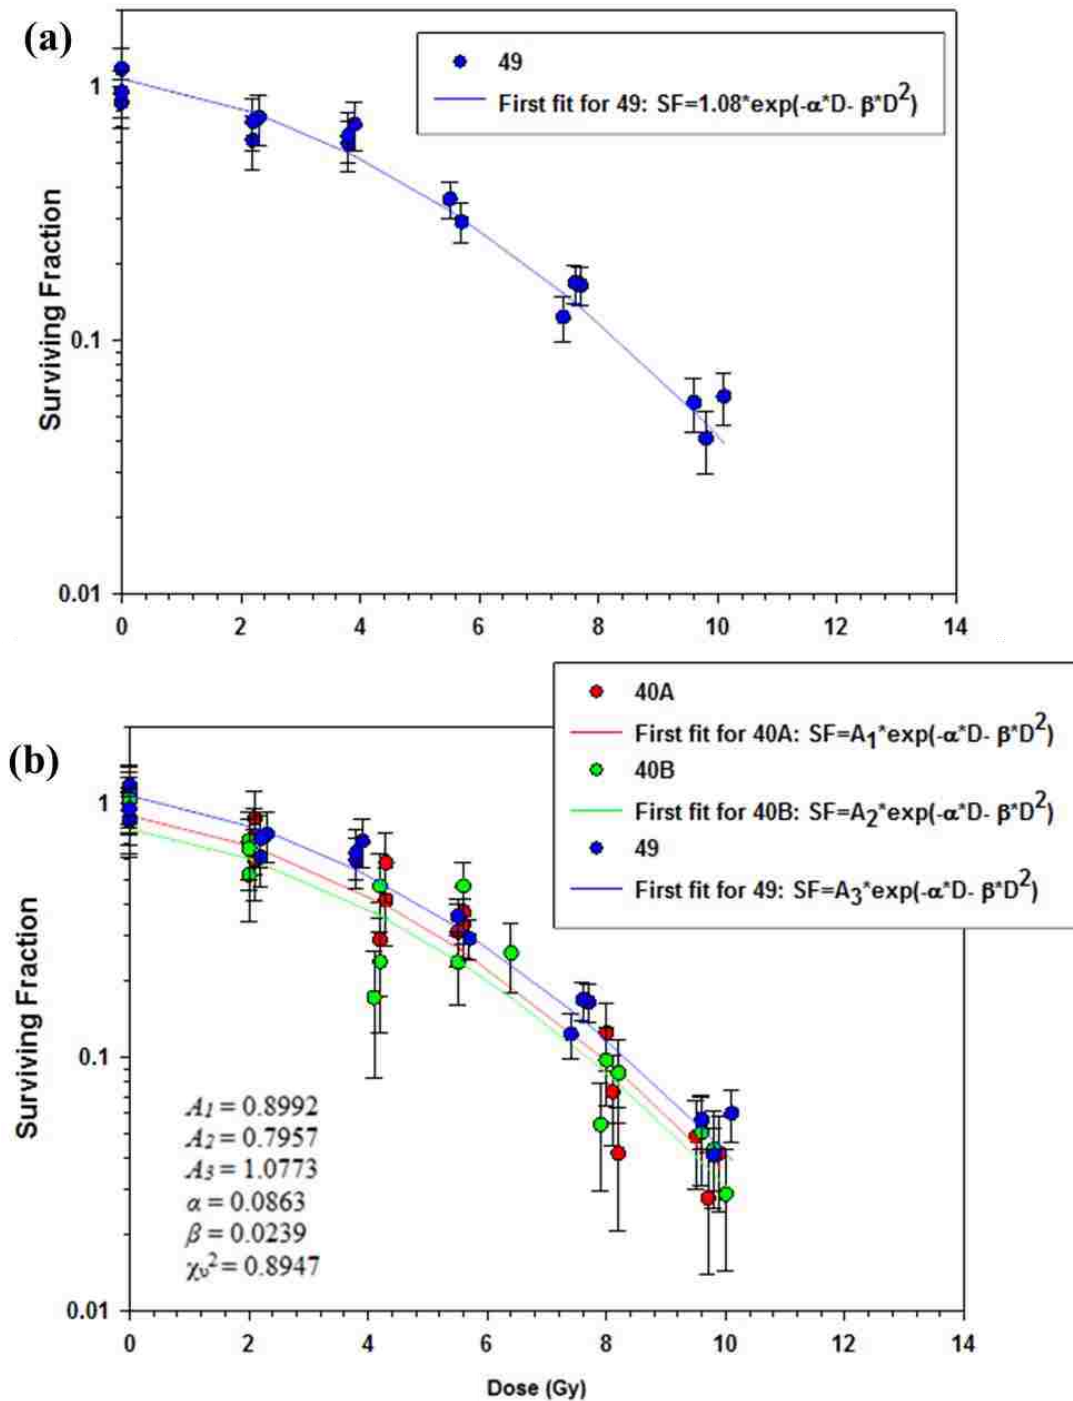 (a)
49
First fit for 49: SF=1.08*exp(-α*D- β*D²)
1
0.1
0.01
Surviving Fraction
0 2 4 6 8 10 12 14
(b)
40A
First fit for 40A: SF=A₁*exp(-α*D- β*D²)
40B
First fit for 40B: SF=A₂*exp(-α*D- β*D²)
49
First fit for 49: SF=A₃*exp(-α*D- β*D²)
1
0.1
0.01
Surviving Fraction
A₁ = 0.8992
A₂ = 0.7957
A₃ = 1.0773
α = 0.0863
β = 0.0239
χᵥ² = 0.8947
0 2 4 6 8 10 12 14
Dose (Gy)